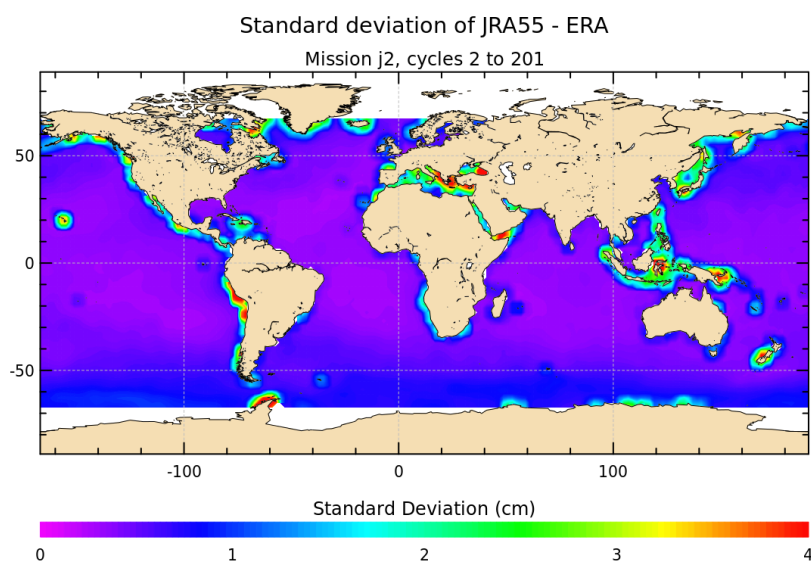 Standard deviation of JRA55 - ERA
Mission j2, cycles 2 to 201
50
0
-50
-100 0 100
Standard Deviation (cm)
0 1 2 3 4